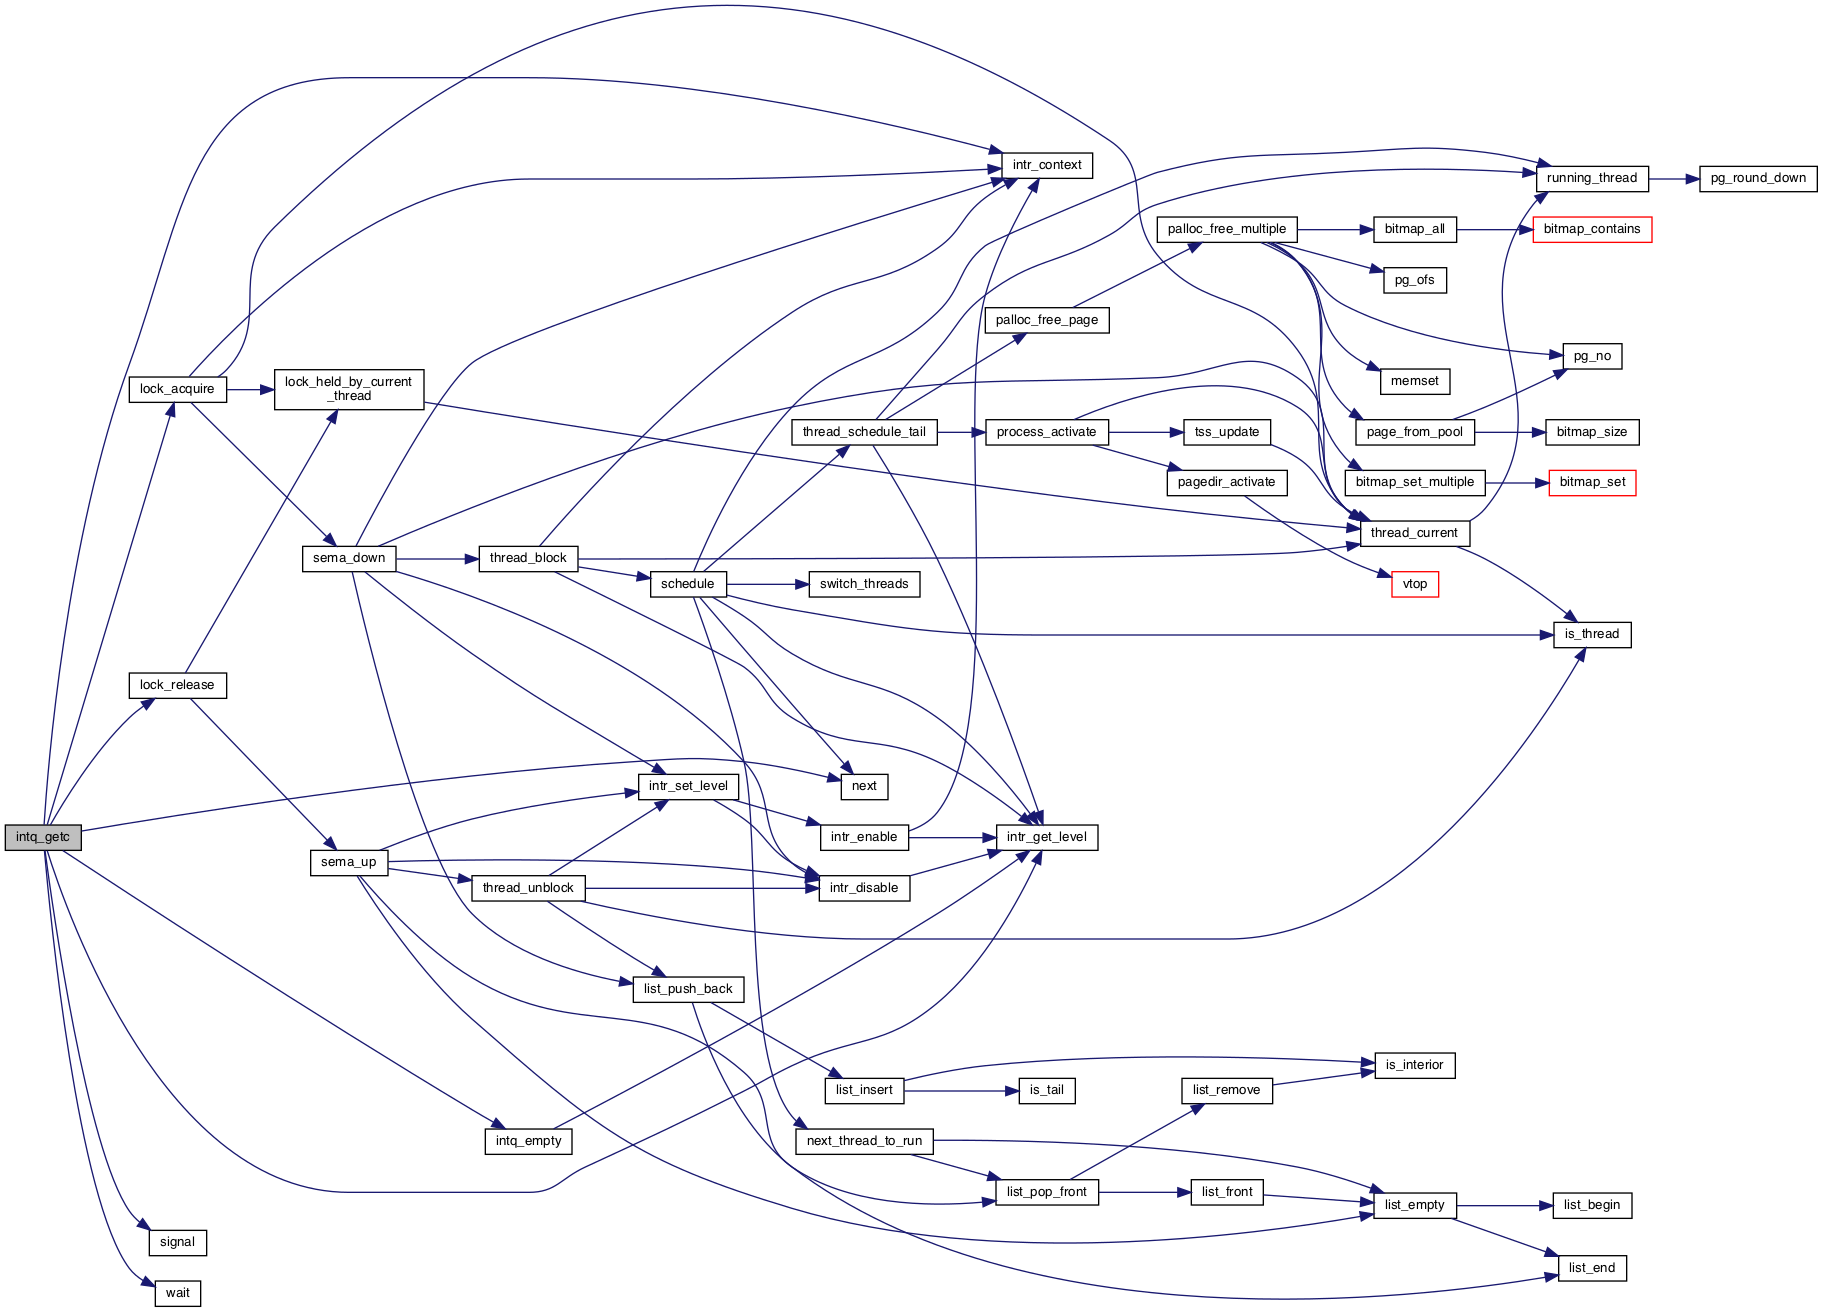 intr_context
running_thread
pg_round_down
palloc_free_multiple
bitmap_all
bitmap_contains
pg_ofs
palloc_free_page
pg_no
lock_acquire
lock_held_by_current
_thread
memset
thread_schedule_tail
process_activate
tss_update
page_from_pool
bitmap_size
pagedir_activate
bitmap_set_multiple
bitmap_set
thread_current
sema_down
thread_block
schedule
switch_threads
vtop
is_thread
lock_release
intr_set_level
next
intq_getc
intr_enable
intr_get_level
sema_up
thread_unblock
intr_disable
list_push_back
is_interior
list_insert
is_tail
list_remove
intq_empty
next_thread_to_run
list_pop_front
list_front
list_empty
list_begin
signal
list_end
wait